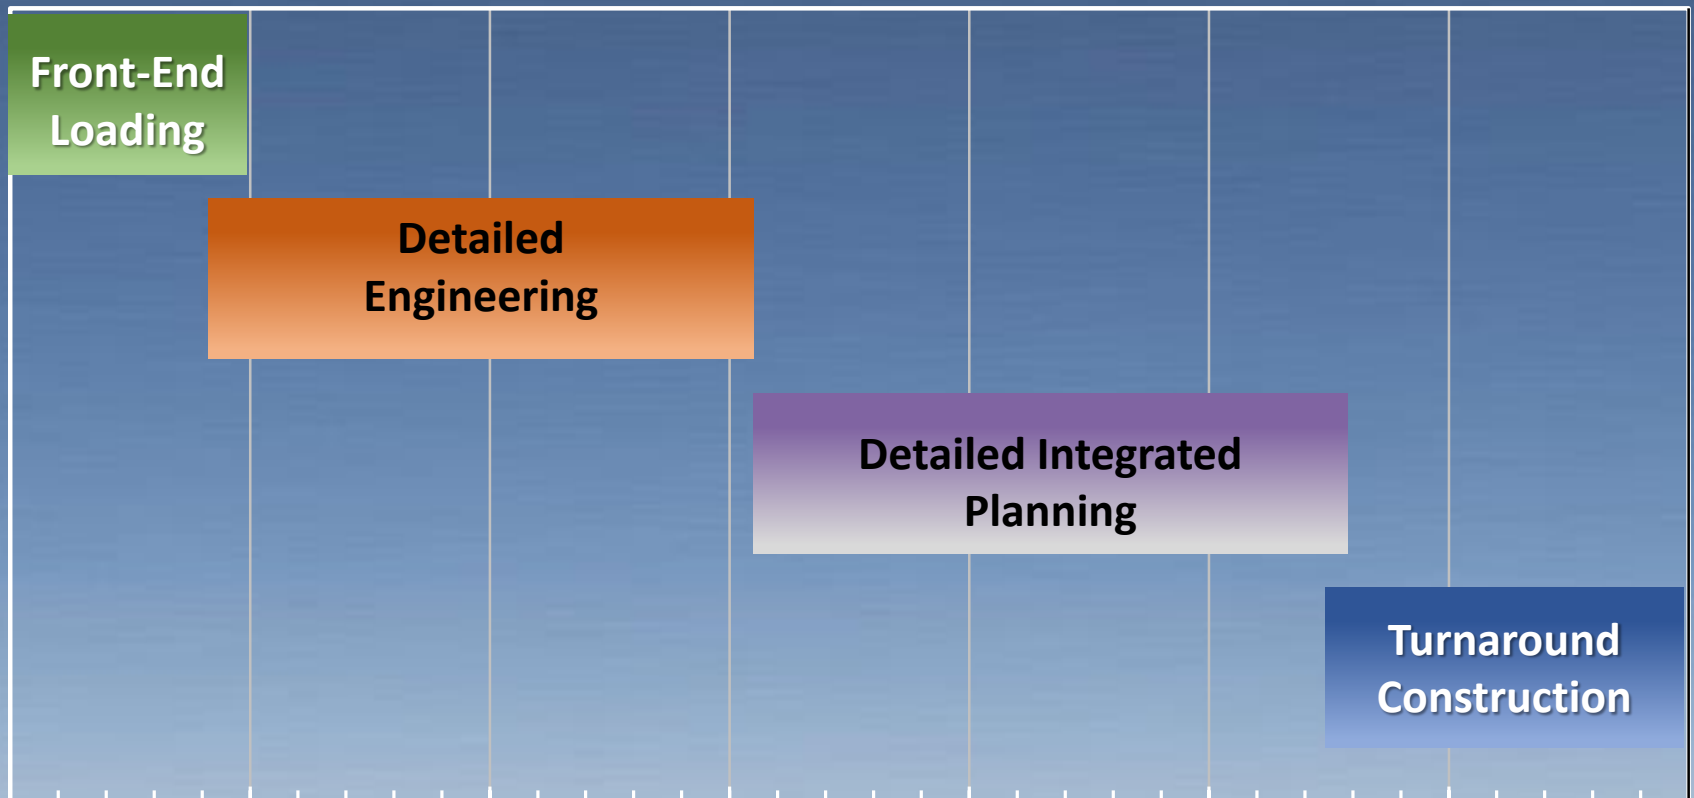 Front-End
Loading
Detailed
Engineering
Detailed Integrated
Planning
Turnaround
Construction